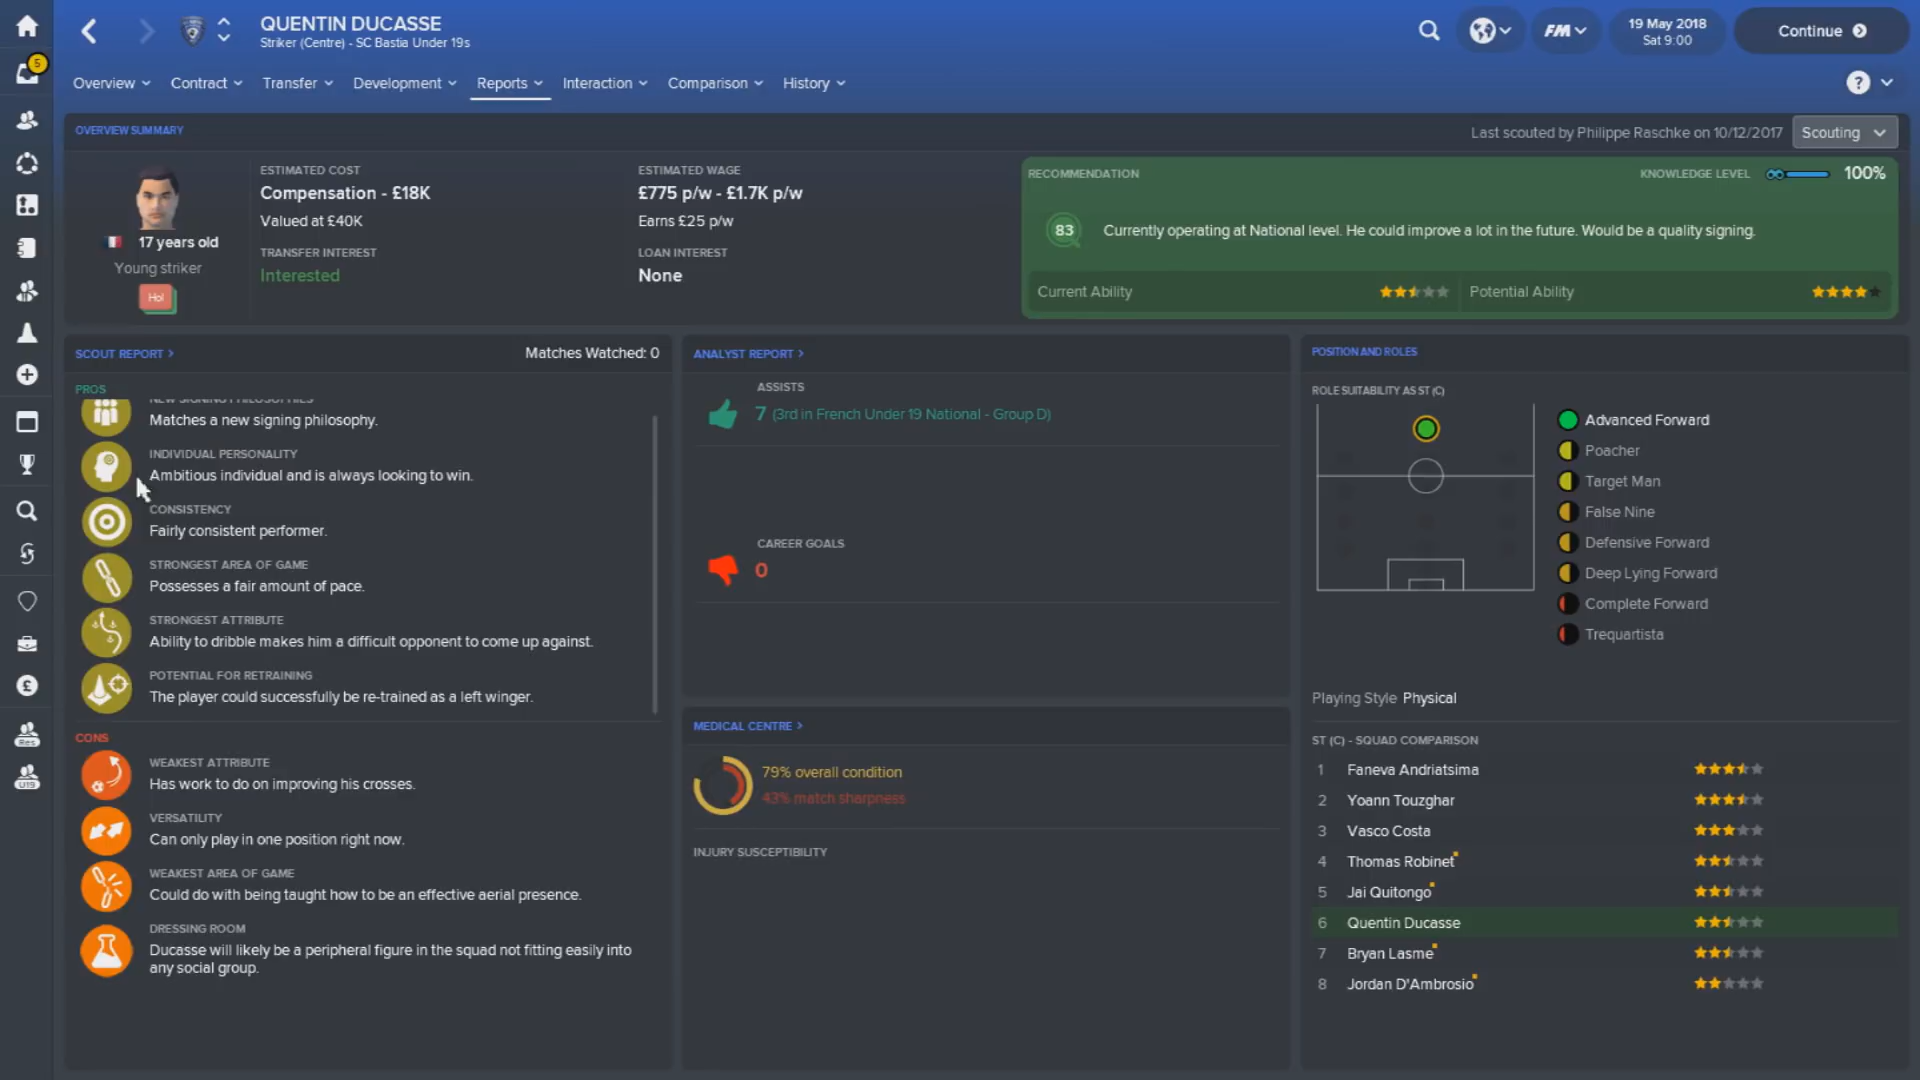 5
QUENTIN DUCASSE
Striker (Centre) - SC Bastia Under 19s
FM
19 May 2018
Sat 9:00
Continue
Overview
Contract
Transfer
Development
Reports
Interaction
Comparison
History
?
OVERVIEW SUMMARY
Last scouted by Philippe Raschke on 10/12/2017
Scouting
17 years old
Young striker
Hol
ESTIMATED COST
Compensation - £18K
Valued at £40K
TRANSFER INTEREST
Interested
ESTIMATED WAGE
£775 p/w - £1.7K p/w
Earns £25 p/w
LOAN INTEREST
None
RECOMMENDATION
KNOWLEDGE LEVEL
100%
83
Currently operating at National level. He could improve a lot in the future. Would be a quality signing.
Current Ability
Potential Ability
SCOUT REPORT >
Matches Watched: 0
PROS
NEW SIGNING PHILOSOPHIES
Matches a new signing philosophy.
INDIVIDUAL PERSONALITY
Ambitious individual and is always looking to win.
CONSISTENCY
Fairly consistent performer.
STRONGEST AREA OF GAME
Possesses a fair amount of pace.
STRONGEST ATTRIBUTE
Ability to dribble makes him a difficult opponent to come up against.
POTENTIAL FOR RETRAINING
The player could successfully be re-trained as a left winger.
CONS
WEAKEST ATTRIBUTE
Has work to do on improving his crosses.
VERSATILITY
Can only play in one position right now.
WEAKEST AREA OF GAME
Could do with being taught how to be an effective aerial presence.
DRESSING ROOM
Ducasse will likely be a peripheral figure in the squad not fitting easily into
any social group.
ANALYST REPORT >
ASSISTS
7 (3rd in French Under 19 National - Group D)
CAREER GOALS
0
MEDICAL CENTRE >
79% overall condition
43% match sharpness
INJURY SUSCEPTIBILITY
POSITION AND ROLES
ROLE SUITABILITY AS ST (C)
Advanced Forward
Poacher
Target Man
False Nine
Defensive Forward
Deep Lying Forward
Complete Forward
Trequartista
Playing Style Physical
ST (C) - SQUAD COMPARISON
1 Faneva Andriatsima
2 Yoann Touzghar
3 Vasco Costa
4 Thomas Robinet
5 Jai Quitongo
6 Quentin Ducasse
7 Bryan Lasme
8 Jordan D'Ambrosio
£
Res
U19